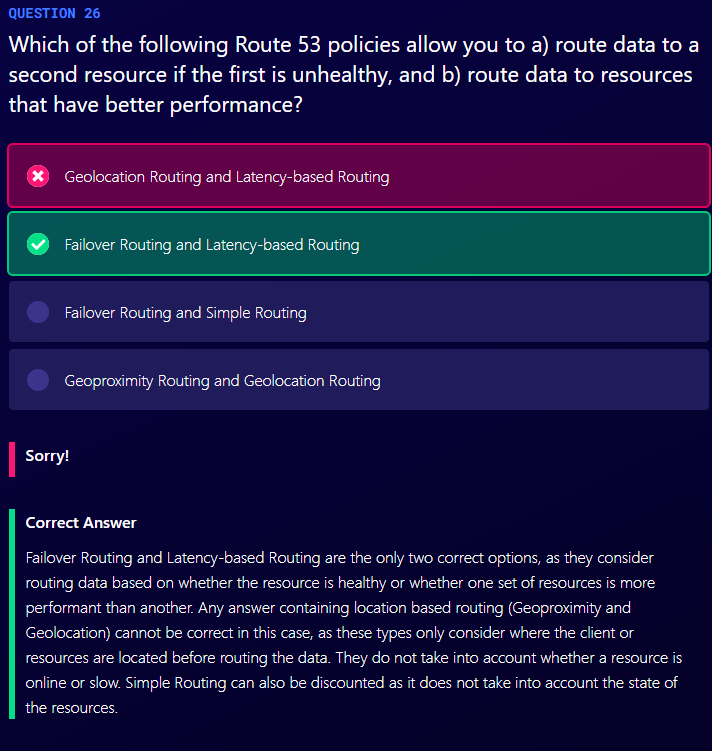 QUESTION 26
Which of the following Route 53 policies allow you to a) route data to a
second resource if the first is unhealthy, and b) route data to resources
that have better performance?
Geolocation Routing and Latency-based Routing
Failover Routing and Latency-based Routing
Failover Routing and Simple Routing
Geoproximity Routing and Geolocation Routing
Sorry!
Correct Answer
Failover Routing and Latency-based Routing are the only two correct options, as they consider
routing data based on whether the resource is healthy or whether one set of resources is more
performant than another. Any answer containing location based routing (Geoproximity and
Geolocation) cannot be correct in this case, as these types only consider where the client or
resources are located before routing the data. They do not take into account whether a resource is
online or slow. Simple Routing can also be discounted as it does not take into account the state of
the resources.